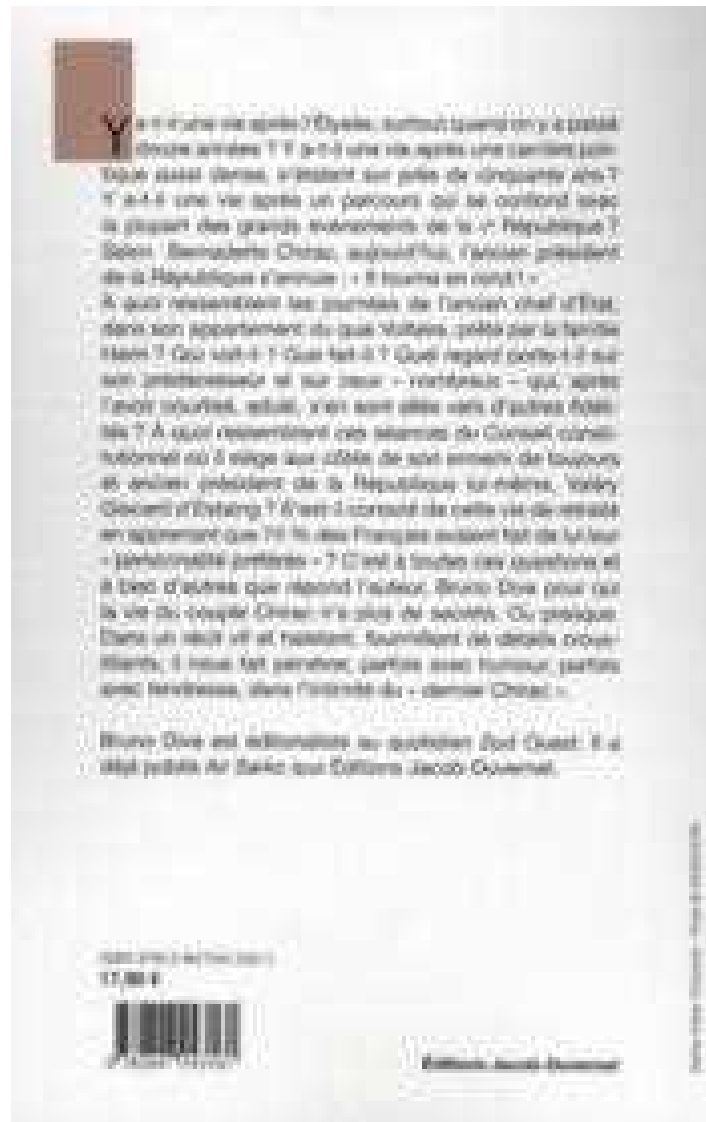 Y a-t-il une vie après l'Élysée, surtout quand on y a passé
douze années ? Y a-t-il une vie après une carrière poli-
tique aussi dense, s'étalant sur près de cinquante ans ?
Y a-t-il une vie après un parcours qui se confond avec
la plupart des grands événements de la Vᵉ République ?
Selon Bernadette Chirac, aujourd'hui, l'ancien président
de la République s'ennuie : « Il tourne en rond ! »
À quoi ressemblent les journées de l'ancien chef d'État,
dans son appartement du quai Voltaire, prêté par la famille
Hariri ? Qui voit-il ? Que fait-il ? Quel regard porte-t-il sur
son prédécesseur et sur ceux – nombreux – qui, après
l'avoir courtisé, adulé, s'en sont allés vers d'autres fidéli-
tés ? À quoi ressemblent ces séances du Conseil consti-
tutionnel où il siège aux côtés de son ennemi de toujours
et ancien président de la République lui-même, Valéry
Giscard d'Estaing ? S'est-il consolé de cette vie de retraité
en apprenant que % des Français avaient fait de lui leur
« personnalité préférée » ? C'est à toutes ces questions et
à bien d'autres que répond l'auteur, Bruno Dive pour qui
la vie du couple Chirac n'a plus de secrets. Ou presque.
Dans un récit vif et haletant, fourmillant de détails crous-
tillants, il nous fait pénétrer, parfois avec humour, parfois
avec tendresse, dans l'intimité du « dernier Chirac ».
Bruno Dive est éditorialiste au quotidien Sud Ouest. Il a
déjà publié Air Sarko aux Éditions Jacob-Duvernet.
17,90 €
Éditions Jacob-Duvernet